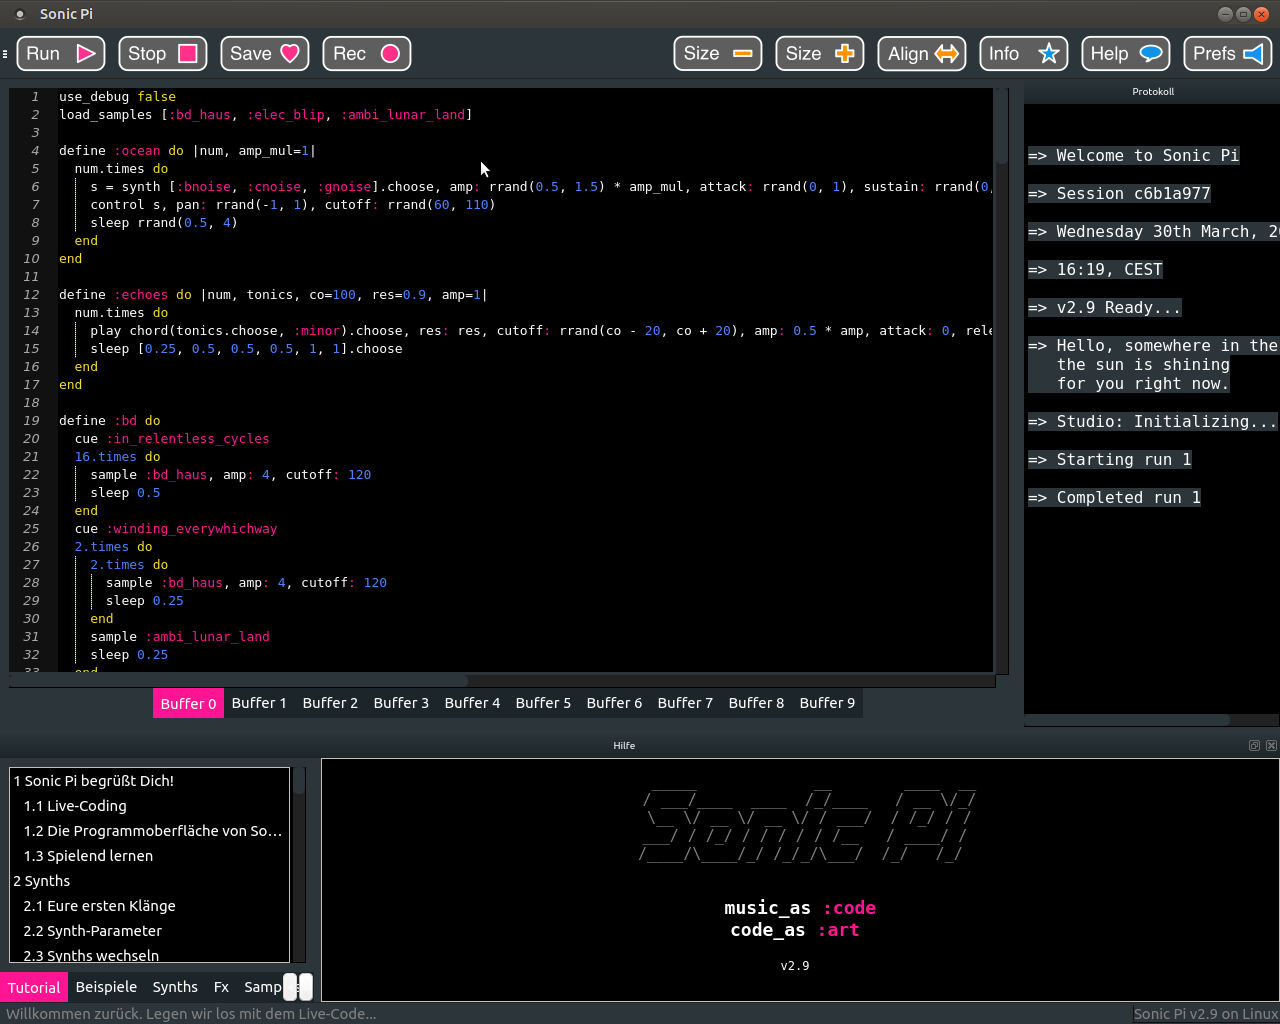 Sonic Pi
Run
Stop
Save
Rec
Size
Size
Align
Info
Help
Prefs
1 use_debug false
2 load_samples [:bd_haus, :elec_blip, :ambi_lunar_land]
3
4 define :ocean do |num, amp_mul=1|
5 num.times do
6 s = synth [:bnoise, :cnoise, :gnoise].choose, amp: rrand(0.5, 1.5) * amp_mul, attack: rrand(0, 1), sustain: rrand(0,
7 control s, pan: rrand(-1, 1), cutoff: rrand(60, 110)
8 sleep rrand(0.5, 4)
9 end
10 end
11
12 define :echoes do |num, tonics, co=100, res=0.9, amp=1|
13 num.times do
14 play chord(tonics.choose, :minor).choose, res: res, cutoff: rrand(co - 20, co + 20), amp: 0.5 * amp, attack: 0, rele
15 sleep [0.25, 0.5, 0.5, 0.5, 1, 1].choose
16 end
17 end
18
19 define :bd do
20 cue :in_relentless_cycles
21 16.times do
22 sample :bd_haus, amp: 4, cutoff: 120
23 sleep 0.5
24 end
25 cue :winding_everywhichway
26 2.times do
27 2.times do
28 sample :bd_haus, amp: 4, cutoff: 120
29 sleep 0.25
30 end
31 sample :ambi_lunar_land
32 sleep 0.25
33 end
Buffer 0 Buffer 1 Buffer 2 Buffer 3 Buffer 4 Buffer 5 Buffer 6 Buffer 7 Buffer 8 Buffer 9
Protokoll
=> Welcome to Sonic Pi
=> Session c6b1a977
=> Wednesday 30th March, 20
=> 16:19, CEST
=> v2.9 Ready...
=> Hello, somewhere in the
the sun is shining
for you right now.
=> Studio: Initializing...
=> Starting run 1
=> Completed run 1
Hilfe
1 Sonic Pi begrüßt Dich!
1.1 Live-Coding
1.2 Die Programmoberfläche von So...
1.3 Spielend lernen
2 Synths
2.1 Eure ersten Klänge
2.2 Synth-Parameter
2.3 Synths wechseln
Tutorial Beispiele Synths Fx Samp
Sonic Pi
music_as :code
code_as :art
v2.9
Willkommen zurück. Legen wir los mit dem Live-Code...
Sonic Pi v2.9 on Linux